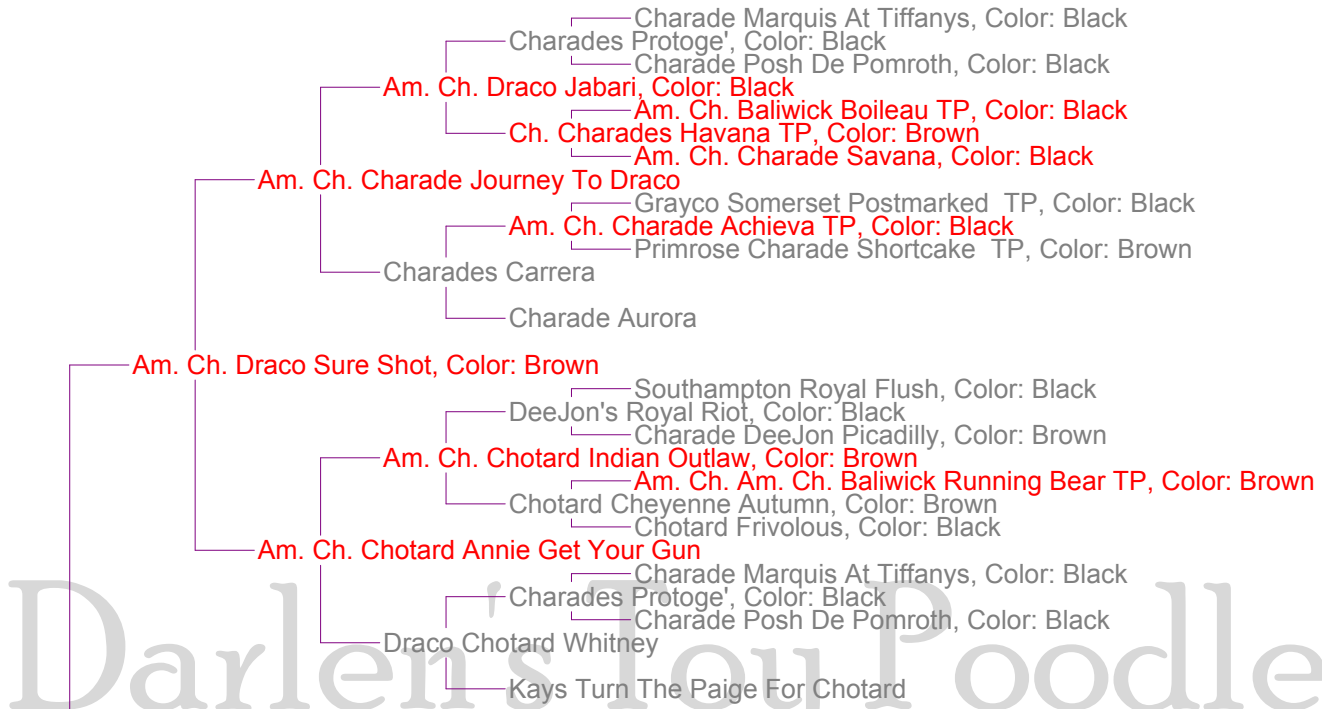 Charade Marquis At Tiffanys, Color: Black
Charades Protoge', Color: Black
Charade Posh De Pomroth, Color: Black
Am. Ch. Draco Jabari, Color: Black
Am. Ch. Baliwick Boileau TP, Color: Black
Ch. Charades Havana TP, Color: Brown
Am. Ch. Charade Savana, Color: Black
Am. Ch. Charade Journey To Draco
Grayco Somerset Postmarked  TP, Color: Black
Am. Ch. Charade Achieva TP, Color: Black
Primrose Charade Shortcake  TP, Color: Brown
Charades Carrera
Charade Aurora
Am. Ch. Draco Sure Shot, Color: Brown
Southampton Royal Flush, Color: Black
DeeJon's Royal Riot, Color: Black
Charade DeeJon Picadilly, Color: Brown
Am. Ch. Chotard Indian Outlaw, Color: Brown
Am. Ch. Am. Ch. Baliwick Running Bear TP, Color: Brown
Chotard Cheyenne Autumn, Color: Brown
Chotard Frivolous, Color: Black
Am. Ch. Chotard Annie Get Your Gun
Charade Marquis At Tiffanys, Color: Black
Charades Protoge', Color: Black
Charade Posh De Pomroth, Color: Black
Draco Chotard Whitney
Kays Turn The Paige For Chotard
Darlen's Toy Poodle